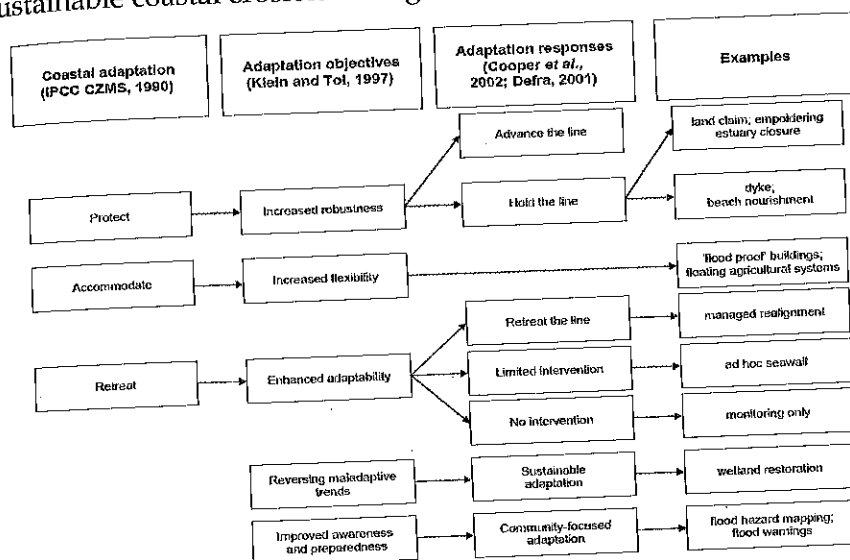 ustainable coastal erosion
Coastal adaptation
(IPCC CZMS, 1990)
Adaptation objectives
(Klein and Tol, 1997)
Adaptation responses
(Cooper et al.,
2002; Defra, 2001)
Examples
Advance the line
land claim; empoldering
estuary closure
Protect
Increased robustness
Hold the line
dyke;
beach nourishment
Accommodate
Increased flexibility
'flood proof' buildings;
floating agricultural systems
Retreat the line
managed realignment
Retreat
Enhanced adaptability
Limited intervention
ad hoc seawall
No intervention
monitoring only
Reversing maladaptive
trends
Sustainable
adaptation
wetland restoration
Improved awareness
and preparedness
Community-focused
adaptation
flood hazard mapping;
flood warnings